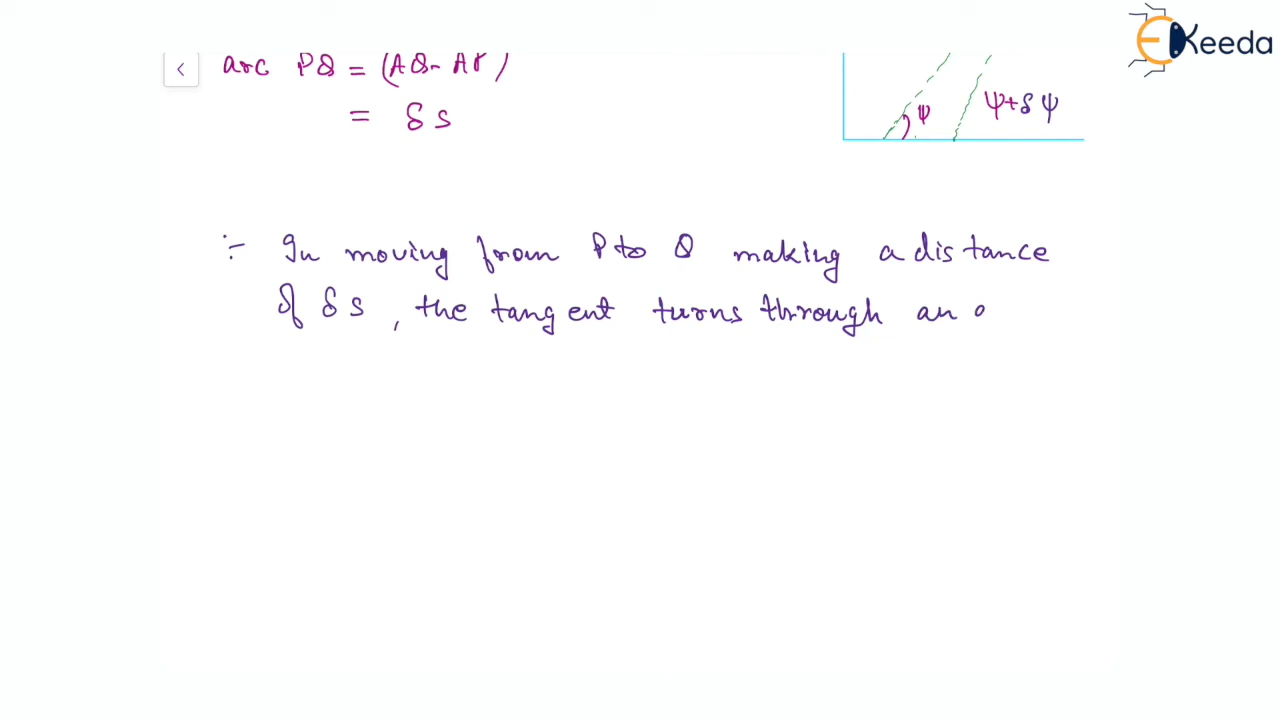 Keeda
arc PQ = (AQ - AP)
= δ s
ψ
ψ+δψ
∵ In moving from P to Q making a distance
of δs, the tangent turns through an